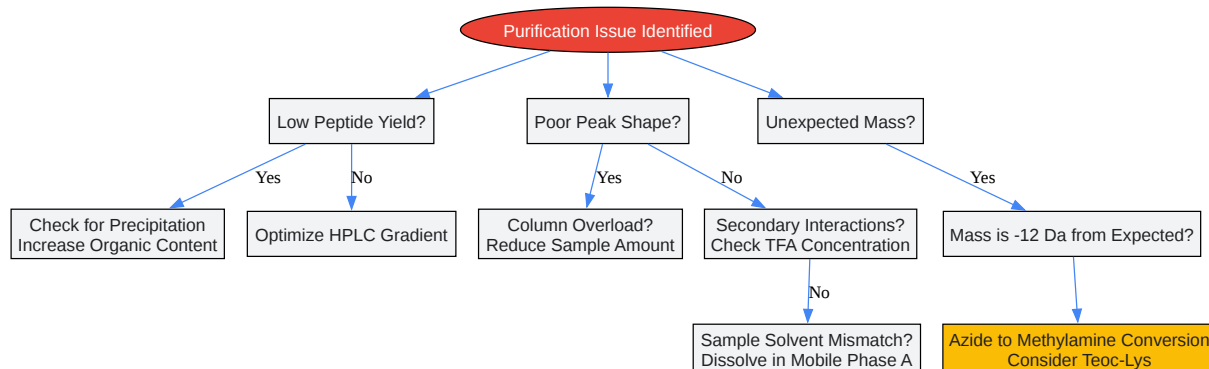 Purification Issue Identified
Low Peptide Yield?
Poor Peak Shape?
Unexpected Mass?
Yes
No
Yes
No
Yes
Check for Precipitation
Increase Organic Content
Optimize HPLC Gradient
Column Overload?
Reduce Sample Amount
Secondary Interactions?
Check TFA Concentration
Mass is -12 Da from Expected?
No
Sample Solvent Mismatch?
Dissolve in Mobile Phase A
Azide to Methylamine Conversion
Consider Teoc-Lys